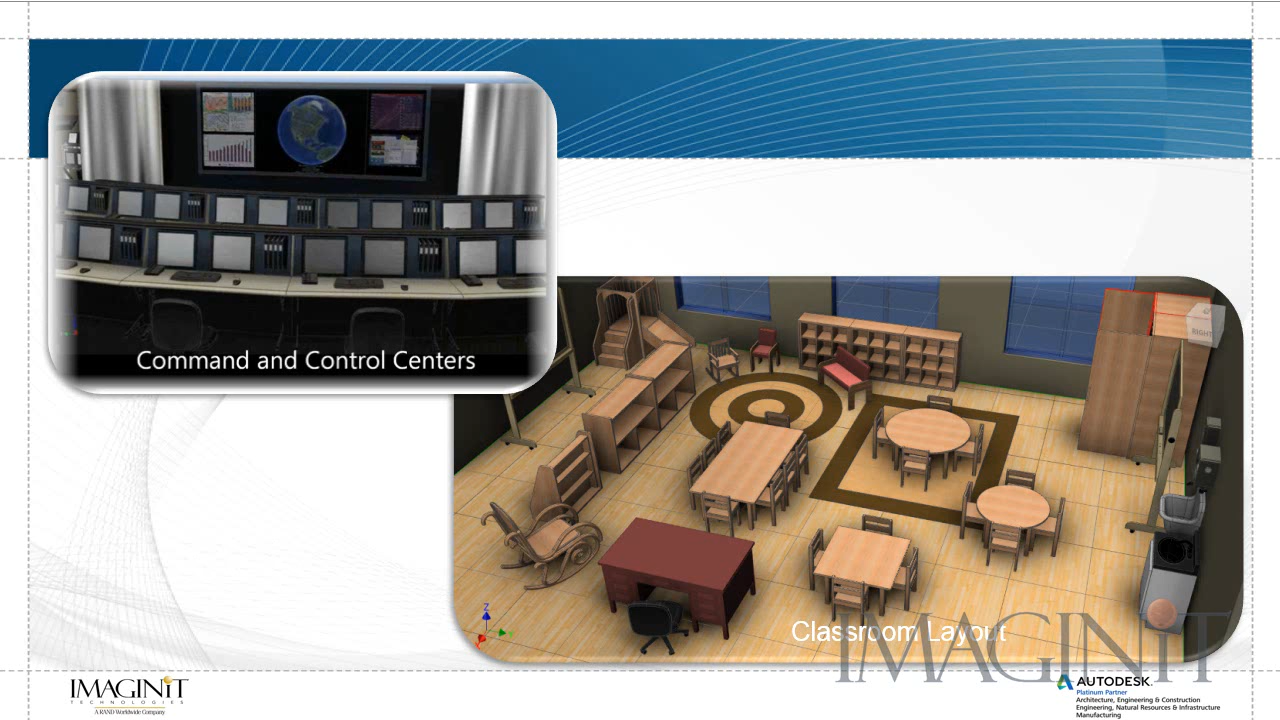 Command and Control Centers
RIGHT
Z
Classroom Layout
IMAGINiT
IMAGINiT
TECHNOLOGIES
A RAND Worldwide Company
AUTODESK.
Platinum Partner
Architecture, Engineering & Construction
Engineering, Natural Resources & Infrastructure
Manufacturing